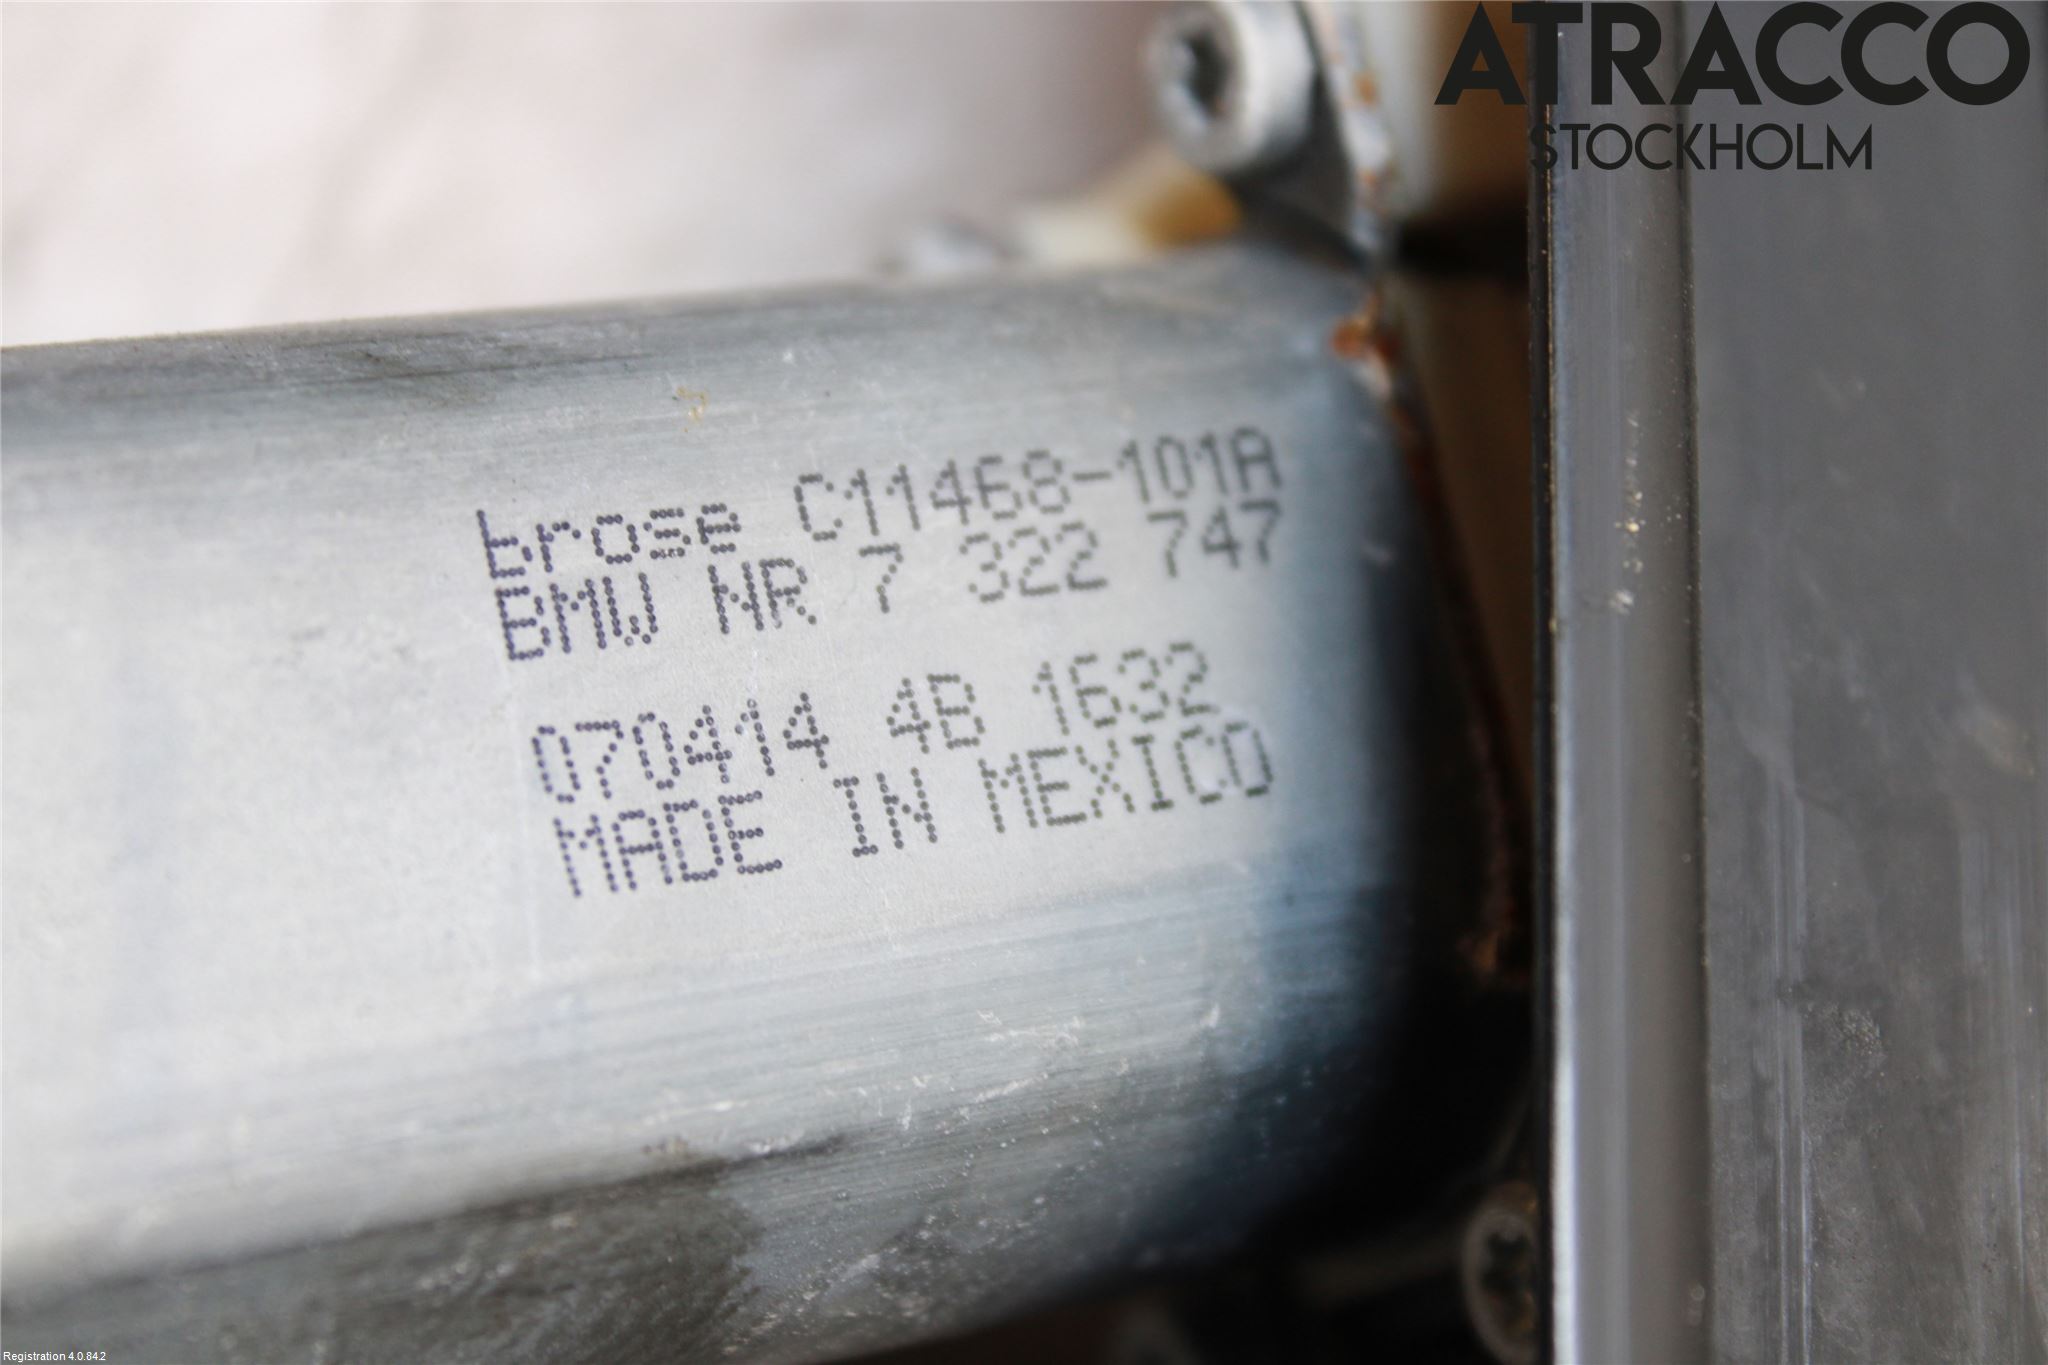 ATRACCO
STOCKHOLM
brose C11468-101A
BMW NR 7 322 747
070414 4B 1632
MADE IN MEXICO
Registration 4.0.84.2